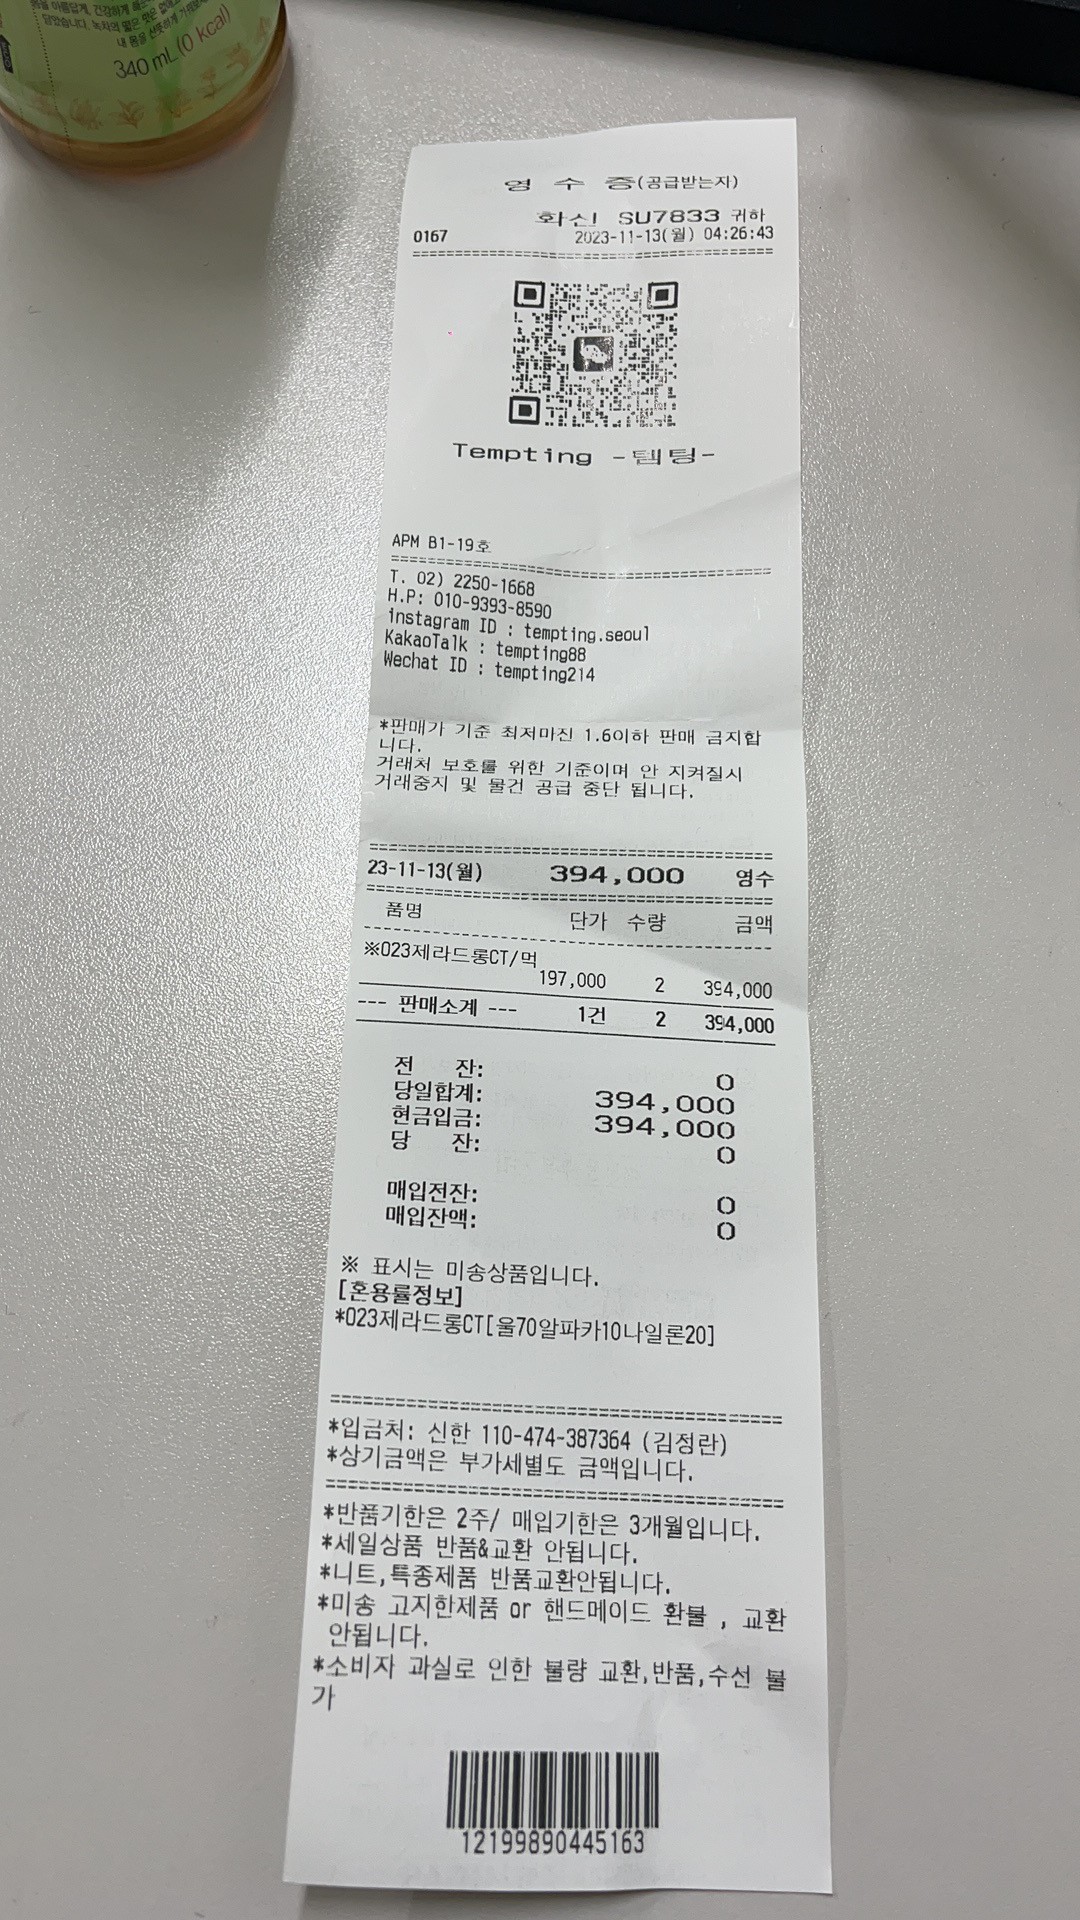 340 mL (0 kcal)
영 수 증(공급받는자)
화신 SU7833 귀하
0167 2023-11-13(월) 04:26:43
Tempting -템팅-
APM B1-19호
T. 02) 2250-1668
H.P: 010-9393-8590
instagram ID : tempting.seoul
KakaoTalk : tempting88
Wechat ID : tempting214
*판매가 기준 최저마진 1.6이하 판매 금지합
니다.
거래처 보호를 위한 기준이며 안 지켜질시
거래중지 및 물건 공급 중단 됩니다.
23-11-13(월) 394,000 영수
품명 단가 수량 금액
※023제라드롱CT/먹
197,000 2 394,000
--- 판매소계 --- 1건 2 394,000
전 잔: 0
당일합계: 394,000
현금입금: 394,000
당 잔: 0
매입전잔: 0
매입잔액: 0
※ 표시는 미송상품입니다.
[혼용률정보]
*023제라드롱CT[울70알파카10나일론20]
*입금처: 신한 110-474-387364 (김정란)
*상기금액은 부가세별도 금액입니다.
*반품기한은 2주/ 매입기한은 3개월입니다.
*세일상품 반품&교환 안됩니다.
*니트,특종제품 반품교환안됩니다.
*미송 고지한제품 or 핸드메이드 환불 , 교환
안됩니다.
*소비자 과실로 인한 불량 교환,반품,수선 불
가
12199890445163